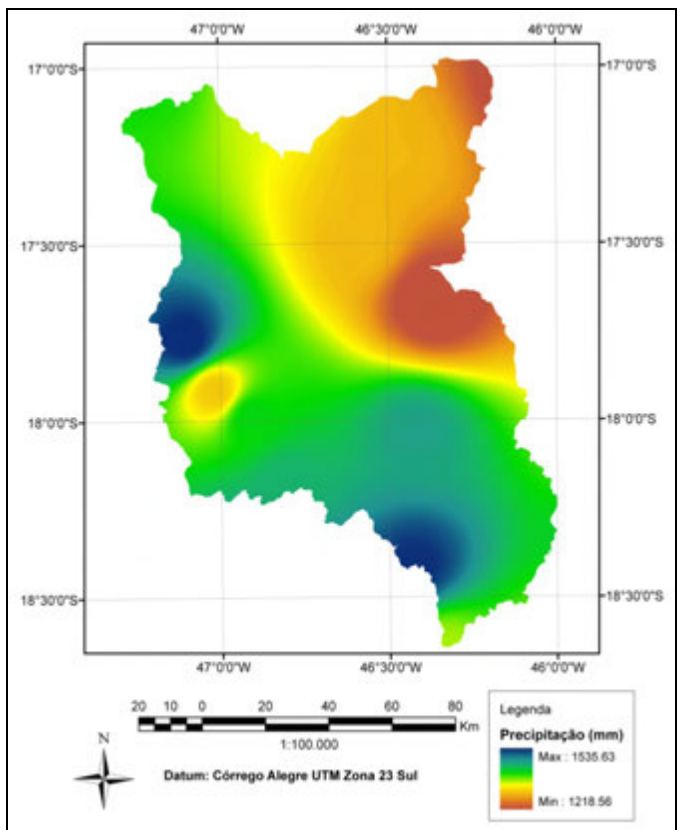 47°0'0"W 46°30'0"W 46°0'0"W
17°0'0"S 17°0'0"S
17°30'0"S 17°30'0"S
18°0'0"S 18°0'0"S
18°30'0"S 18°30'0"S
47°0'0"W 46°30'0"W 46°0'0"W
20 10 0 20 40 60 80
Km
1:100.000
N
Datum: Córrego Alegre UTM Zona 23 Sul
Legenda
Precipitação (mm)
Max : 1535.63
Min : 1218.56